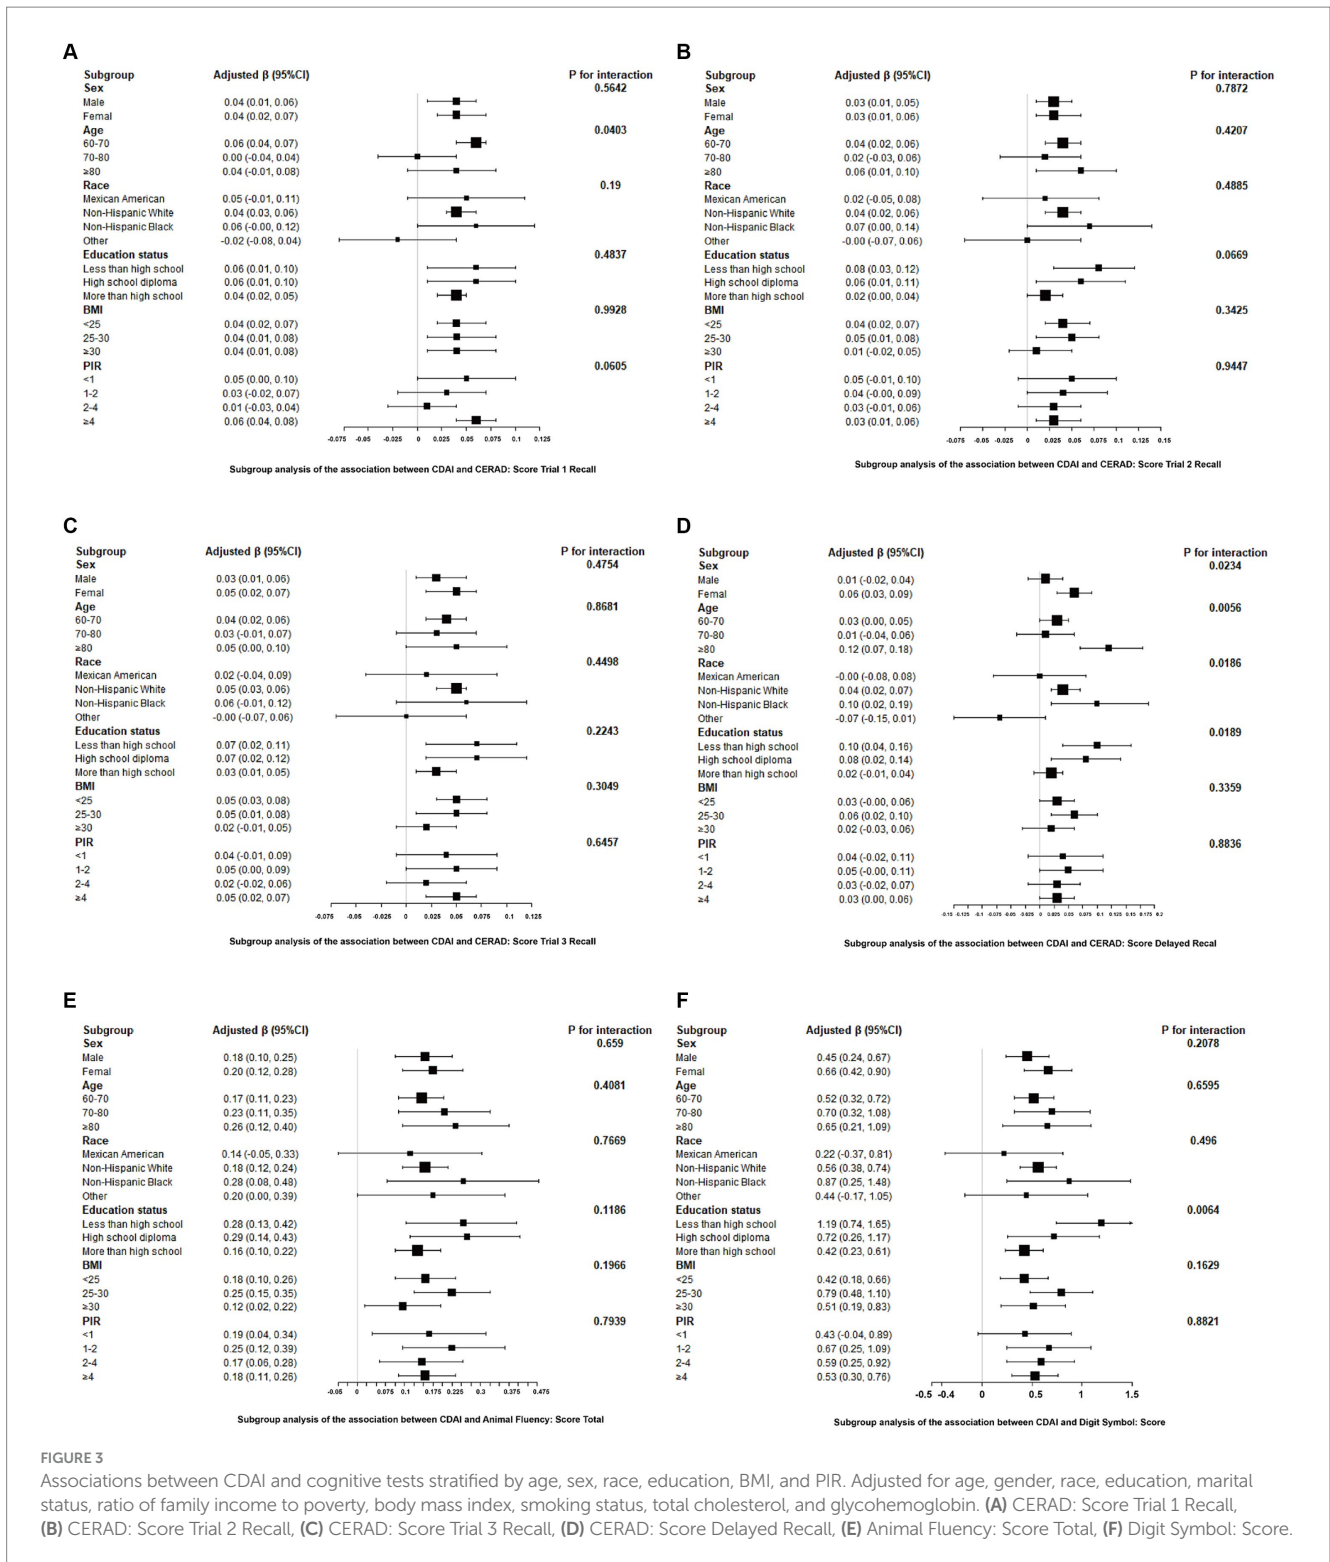 A
Subgroup Adjusted β (95%CI) P for interaction
Sex 0.5642
Male 0.04 (0.01, 0.06)
Femal 0.04 (0.02, 0.07)
Age 0.0403
60-70 0.06 (0.04, 0.07)
70-80 0.00 (-0.04, 0.04)
≥80 0.04 (-0.01, 0.08)
Race 0.19
Mexican American 0.05 (-0.01, 0.11)
Non-Hispanic White 0.04 (0.03, 0.06)
Non-Hispanic Black 0.06 (-0.00, 0.12)
Other -0.02 (-0.08, 0.04)
Education status 0.4837
Less than high school 0.06 (0.01, 0.10)
High school diploma 0.06 (0.01, 0.10)
More than high school 0.04 (0.02, 0.05)
BMI 0.9928
<25 0.04 (0.02, 0.07)
25-30 0.04 (0.01, 0.08)
≥30 0.04 (0.01, 0.08)
PIR 0.0605
<1 0.05 (0.00, 0.10)
1-2 0.03 (-0.02, 0.07)
2-4 0.01 (-0.03, 0.04)
≥4 0.06 (0.04, 0.08)
-0.075 -0.025 0 0.025 0.05 0.075 0.1 0.125
Subgroup analysis of the association between CDAI and CERAD: Score Trial 1 Recall
B
Subgroup Adjusted β (95%CI) P for interaction
Sex 0.7872
Male 0.03 (0.01, 0.05)
Femal 0.03 (0.01, 0.06)
Age 0.4207
60-70 0.04 (0.02, 0.06)
70-80 0.02 (-0.03, 0.06)
≥80 0.06 (0.01, 0.10)
Race 0.4885
Mexican American 0.02 (-0.05, 0.08)
Non-Hispanic White 0.04 (0.02, 0.06)
Non-Hispanic Black 0.07 (0.00, 0.14)
Other -0.00 (-0.07, 0.06)
Education status 0.0669
Less than high school 0.08 (0.03, 0.12)
High school diploma 0.06 (0.01, 0.11)
More than high school 0.02 (0.00, 0.04)
BMI 0.3425
<25 0.04 (0.02, 0.07)
25-30 0.05 (0.01, 0.08)
≥30 0.01 (-0.02, 0.05)
PIR 0.9447
<1 0.05 (-0.01, 0.10)
1-2 0.04 (-0.00, 0.09)
2-4 0.03 (-0.01, 0.06)
≥4 0.03 (0.01, 0.06)
-0.075 -0.025 0 0.025 0.05 0.075 0.1 0.125 0.15
Subgroup analysis of the association between CDAI and CERAD: Score Trial 2 Recall
C
Subgroup Adjusted β (95%CI) P for interaction
Sex 0.4754
Male 0.03 (0.01, 0.06)
Femal 0.05 (0.02, 0.07)
Age 0.8681
60-70 0.04 (0.02, 0.06)
70-80 0.03 (-0.01, 0.07)
≥80 0.05 (0.00, 0.10)
Race 0.4498
Mexican American 0.02 (-0.04, 0.09)
Non-Hispanic White 0.05 (0.03, 0.06)
Non-Hispanic Black 0.06 (-0.01, 0.12)
Other -0.00 (-0.07, 0.06)
Education status 0.2243
Less than high school 0.07 (0.02, 0.11)
High school diploma 0.07 (0.02, 0.12)
More than high school 0.03 (0.01, 0.05)
BMI 0.3049
<25 0.05 (0.03, 0.08)
25-30 0.05 (0.01, 0.08)
≥30 0.02 (-0.01, 0.05)
PIR 0.6457
<1 0.04 (-0.01, 0.09)
1-2 0.05 (0.00, 0.09)
2-4 0.02 (-0.02, 0.06)
≥4 0.05 (0.02, 0.07)
-0.075 -0.025 0 0.025 0.05 0.075 0.1 0.125
Subgroup analysis of the association between CDAI and CERAD: Score Trial 3 Recall
D
Subgroup Adjusted β (95%CI) P for interaction
Sex 0.0234
Male 0.01 (-0.02, 0.04)
Femal 0.06 (0.03, 0.09)
Age 0.0056
60-70 0.03 (0.00, 0.05)
70-80 0.01 (-0.04, 0.06)
≥80 0.12 (0.07, 0.18)
Race 0.0186
Mexican American -0.00 (-0.08, 0.08)
Non-Hispanic White 0.04 (0.02, 0.07)
Non-Hispanic Black 0.10 (0.02, 0.19)
Other -0.07 (-0.15, 0.01)
Education status 0.0189
Less than high school 0.10 (0.04, 0.16)
High school diploma 0.08 (0.02, 0.14)
More than high school 0.02 (-0.01, 0.04)
BMI 0.3359
<25 0.03 (-0.00, 0.06)
25-30 0.06 (0.02, 0.10)
≥30 0.02 (-0.03, 0.06)
PIR 0.8836
<1 0.04 (-0.02, 0.11)
1-2 0.05 (-0.00, 0.11)
2-4 0.03 (-0.02, 0.07)
≥4 0.03 (0.00, 0.06)
-0.15 -0.125 -0.1 -0.075 -0.05 -0.025 0 0.025 0.075 0.1 0.125 0.175 0.2
Subgroup analysis of the association between CDAI and CERAD: Score Delayed Recal
E
Subgroup Adjusted β (95%CI) P for interaction
Sex 0.659
Male 0.18 (0.10, 0.25)
Femal 0.20 (0.12, 0.28)
Age 0.4081
60-70 0.17 (0.11, 0.23)
70-80 0.23 (0.11, 0.35)
≥80 0.26 (0.12, 0.40)
Race 0.7669
Mexican American 0.14 (-0.05, 0.33)
Non-Hispanic White 0.18 (0.12, 0.24)
Non-Hispanic Black 0.28 (0.08, 0.48)
Other 0.20 (0.00, 0.39)
Education status 0.1186
Less than high school 0.28 (0.13, 0.42)
High school diploma 0.29 (0.14, 0.43)
More than high school 0.16 (0.10, 0.22)
BMI 0.1966
<25 0.18 (0.10, 0.26)
25-30 0.25 (0.15, 0.35)
≥30 0.12 (0.02, 0.22)
PIR 0.7939
<1 0.19 (0.04, 0.34)
1-2 0.25 (0.12, 0.39)
2-4 0.17 (0.06, 0.28)
≥4 0.18 (0.11, 0.26)
-0.05 0 0.075 0.1 0.175 0.225 0.3 0.375 0.475
Subgroup analysis of the association between CDAI and Animal Fluency: Score Total
F
Subgroup Adjusted β (95%CI) P for interaction
Sex 0.2078
Male 0.45 (0.24, 0.67)
Femal 0.66 (0.42, 0.90)
Age 0.6595
60-70 0.52 (0.32, 0.72)
70-80 0.70 (0.32, 1.08)
≥80 0.65 (0.21, 1.09)
Race 0.496
Mexican American 0.22 (-0.37, 0.81)
Non-Hispanic White 0.56 (0.38, 0.74)
Non-Hispanic Black 0.87 (0.25, 1.48)
Other 0.44 (-0.17, 1.05)
Education status 0.0064
Less than high school 1.19 (0.74, 1.65)
High school diploma 0.72 (0.26, 1.17)
More than high school 0.42 (0.23, 0.61)
BMI 0.1629
<25 0.42 (0.18, 0.66)
25-30 0.79 (0.48, 1.10)
≥30 0.51 (0.19, 0.83)
PIR 0.8821
<1 0.43 (-0.04, 0.89)
1-2 0.67 (0.25, 1.09)
2-4 0.59 (0.25, 0.92)
≥4 0.53 (0.30, 0.76)
-0.5 -0.4 0 0.5 1 1.5
Subgroup analysis of the association between CDAI and Digit Symbol: Score
FIGURE 3
Associations between CDAI and cognitive tests stratified by age, sex, race, education, BMI, and PIR. Adjusted for age, gender, race, education, marital
status, ratio of family income to poverty, body mass index, smoking status, total cholesterol, and glycohemoglobin. (A) CERAD: Score Trial 1 Recall,
(B) CERAD: Score Trial 2 Recall, (C) CERAD: Score Trial 3 Recall, (D) CERAD: Score Delayed Recall, (E) Animal Fluency: Score Total, (F) Digit Symbol: Score.